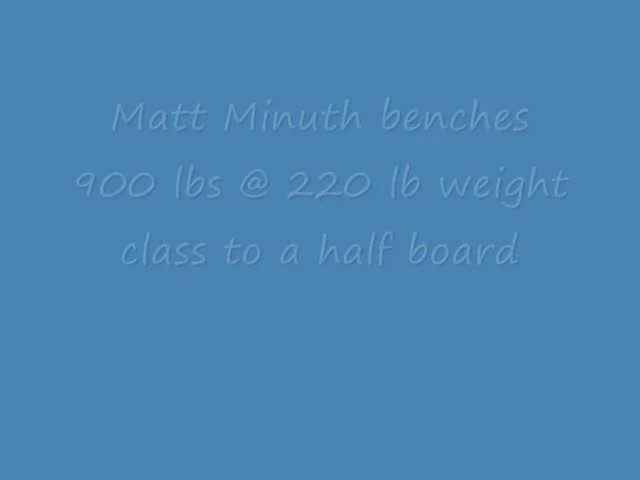 Matt Minuth benches
900 lbs @ 220 lb weight
class to a half board